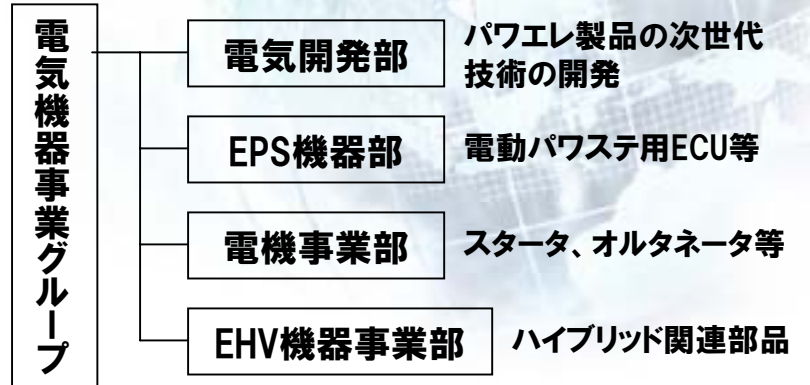 電気機器事業グループ
電気開発部
パワエレ製品の次世代
技術の開発
EPS機器部
電動パワステ用ECU等
電機事業部
スタータ、オルタネータ等
EHV機器事業部
ハイブリッド関連部品